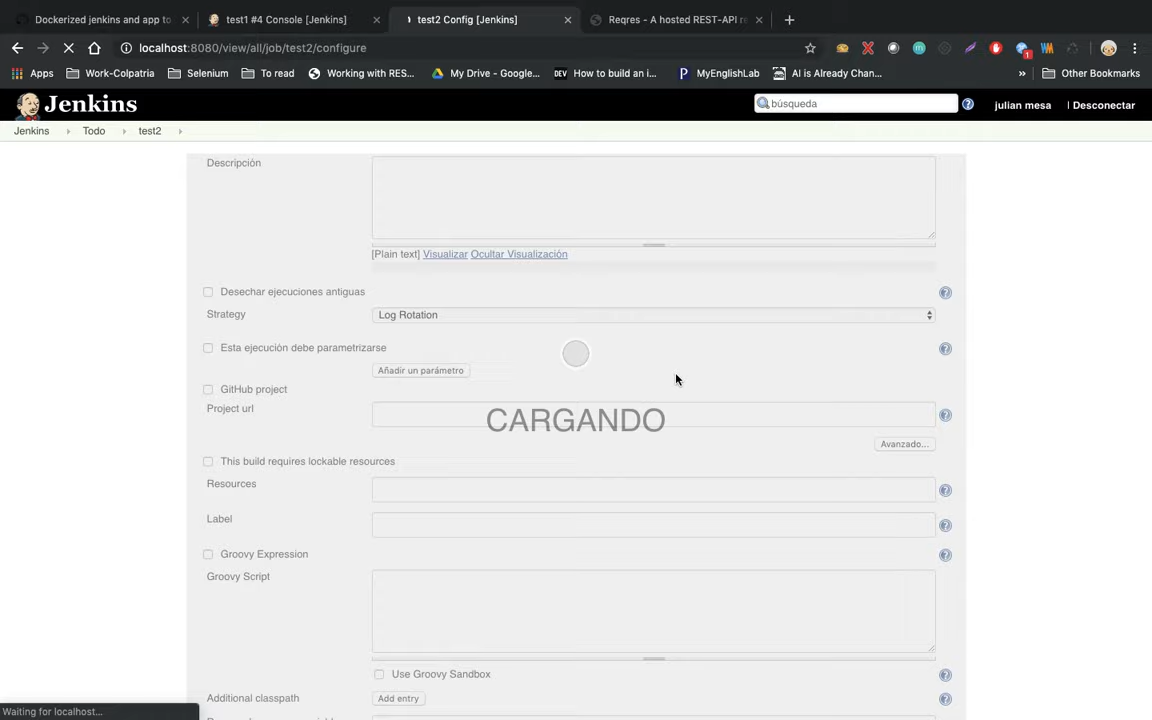 Dockerized jenkins and app to
test1 #4 Console [Jenkins]
test2 Config [Jenkins]
Reqres - A hosted REST-API r
localhost:8080/view/all/job/test2/configure
Apps
Work-Colpatria
Selenium
To read
Working with RES...
My Drive - Google...
DEV How to build an i...
P MyEnglishLab
AI is Already Chan...
»
Other Bookmarks
Jenkins
búsqueda
julian mesa
| Desconectar
Jenkins
Todo
test2
Descripción
[Plain text] Visualizar Ocultar Visualización
Desechar ejecuciones antiguas
Strategy
Log Rotation
Esta ejecución debe parametrizarse
Añadir un parámetro
GitHub project
Project url
CARGANDO
Avanzado...
This build requires lockable resources
Resources
Label
Groovy Expression
Groovy Script
Use Groovy Sandbox
Additional classpath
Add entry
Waiting for localhost...